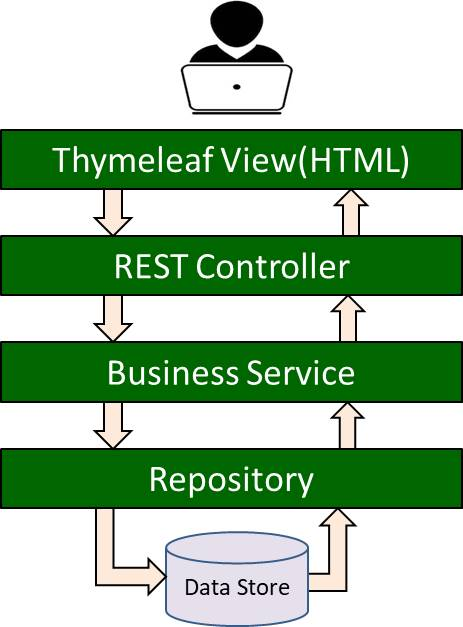 Thymeleaf View(HTML)
REST Controller
Business Service
Repository
Data Store